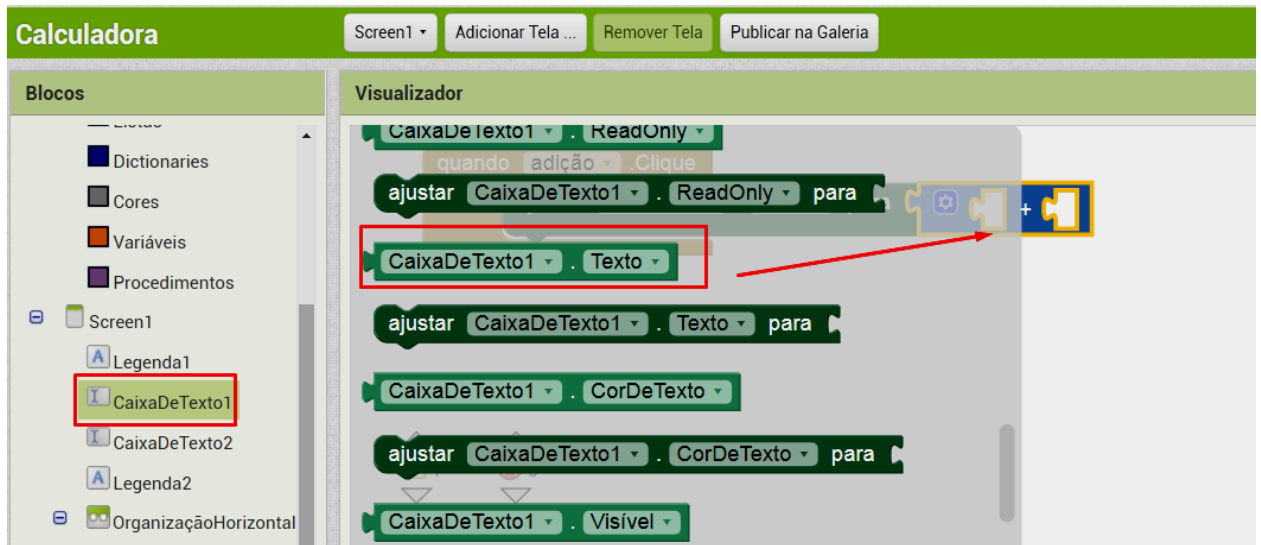 Calculadora
Screen1 Adicionar Tela ... Remover Tela Publicar na Galeria
Blocos
Visualizador
Dictionaries
Cores
Variáveis
Procedimentos
Screen1
Legenda1
CaixaDeTexto1
CaixaDeTexto2
Legenda2
OrganizaçãoHorizontal
CaixaDeTexto1 . ReadOnly
quando adição .Clique
ajustar CaixaDeTexto1 . ReadOnly para
+
CaixaDeTexto1 . Texto
ajustar CaixaDeTexto1 . Texto para
CaixaDeTexto1 . CorDeTexto
ajustar CaixaDeTexto1 . CorDeTexto para
CaixaDeTexto1 . Visível